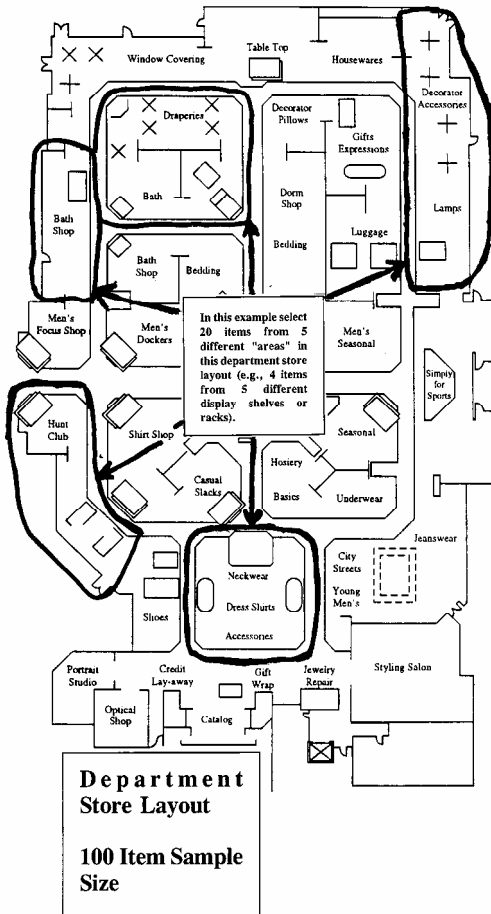 Window Covering
Table Top
Housewares
Draperies
Decorator
Pillows
Gifts
Expressions
Decorator
Accessories
Bath
Dorm
Shop
Lamps
Bath
Shop
Bath
Shop
Bedding
Bedding
Luggage
Men's
Focus Shop
Men's
Dockers
In this example select
20 items from 5
different "areas" in
this department store
layout (e.g., 4 items
from 5 different
display shelves or
racks).
Men's
Seasonal
Simply
for
Sports
Hunt
Club
Shirt Shop
Seasonal
Casual
Slacks
Hosiery
Basics
Underwear
Jeanswear
City
Streets
Young
Men's
Neckwear
Dress Shirts
Accessories
Shoes
Portrait
Studio
Credit
Lay-away
Gift
Wrap
Jewelry
Repair
Styling Salon
Optical
Shop
Catalog
Department
Store Layout
100 Item Sample
Size